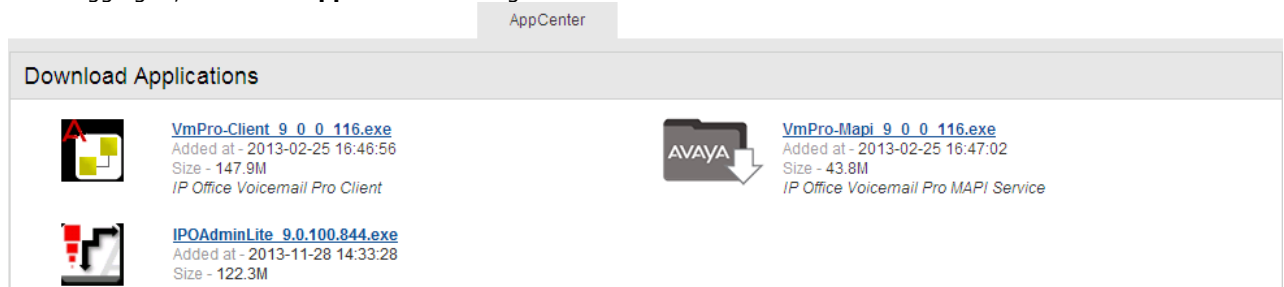 AppCenter
Download Applications
VmPro-Client_9_0_0_116.exe
Added at - 2013-02-25 16:46:56
Size - 147.9M
IP Office Voicemail Pro Client
AVAYA
VmPro-Mapi_9_0_0_116.exe
Added at - 2013-02-25 16:47:02
Size - 43.8M
IP Office Voicemail Pro MAPI Service
IPOAdminLite_9.0.100.844.exe
Added at - 2013-11-28 14:33:28
Size - 122.3M